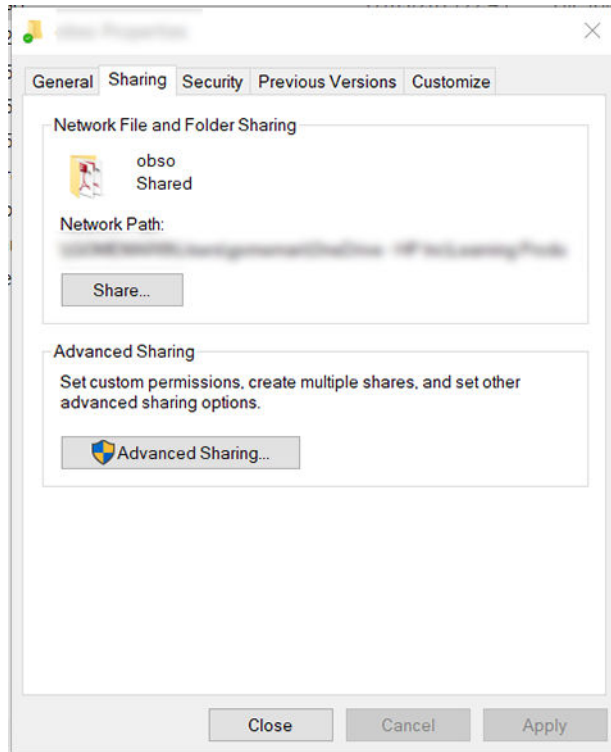 General Sharing Security Previous Versions Customize
Network File and Folder Sharing
obso
Shared
Network Path:
Share...
Advanced Sharing
Set custom permissions, create multiple shares, and set other
advanced sharing options.
Advanced Sharing...
Close Cancel Apply